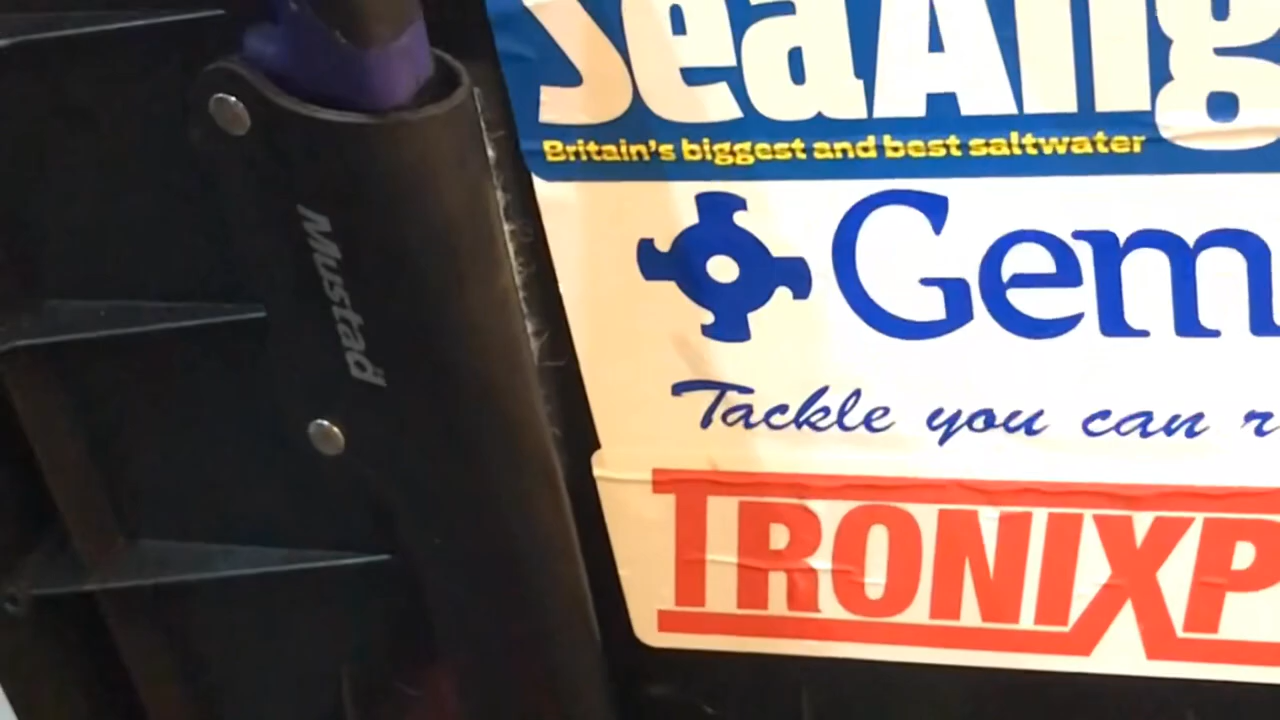 SeaAng
Britain's biggest and best saltwater
Gem
Tackle you can r
TRONIXP
Mustad